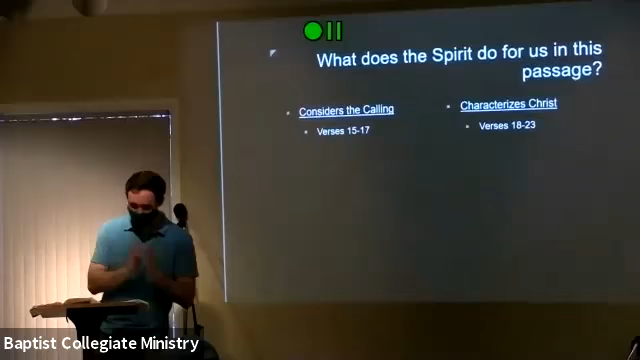 What does the Spirit do for us in this
passage?
Considers the Calling
Verses 15-17
Characterizes Christ
Verses 18-23
Baptist Collegiate Ministry